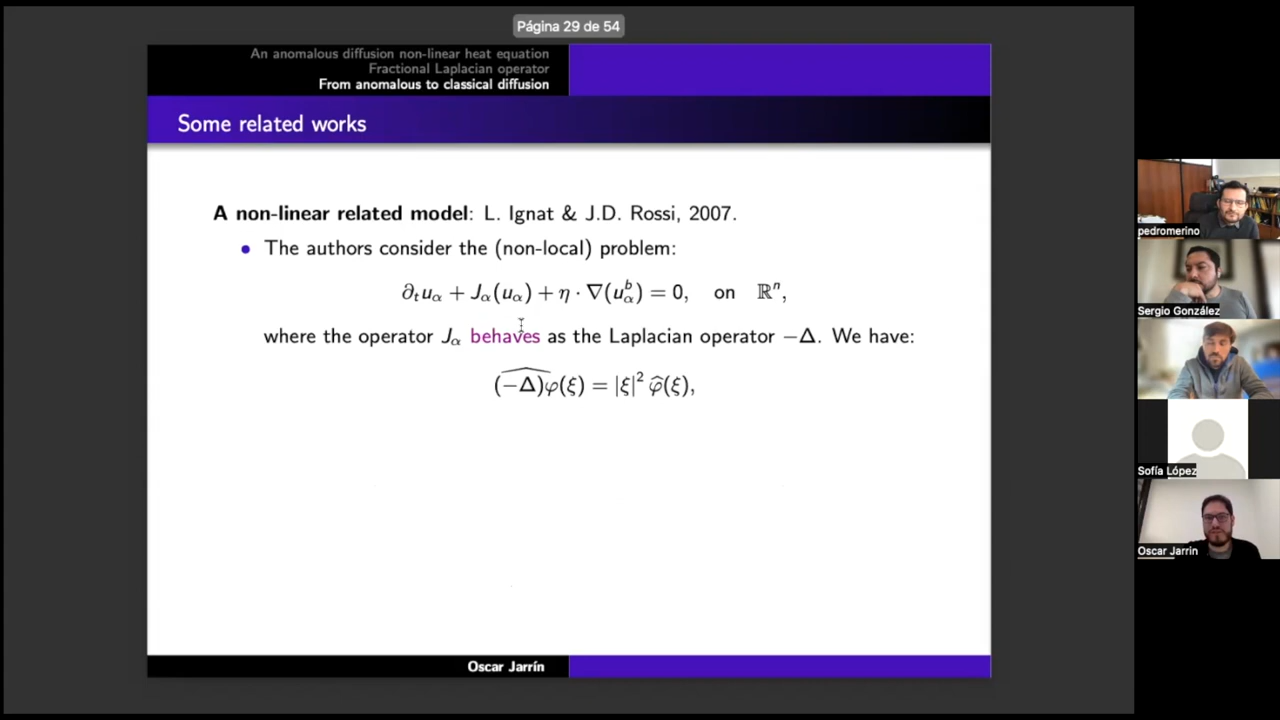 Página 29 de 54
An anomalous diffusion non-linear heat equation
Fractional Laplacian operator
From anomalous to classical diffusion
Some related works
A non-linear related model: L. Ignat & J.D. Rossi, 2007.
• The authors consider the (non-local) problem:
∂ₜu_α + J_α(u_α) + η · ∇(u_α^b) = 0, on ℝⁿ,
where the operator J_α behaves as the Laplacian operator −Δ. We have:
\widehat{(−Δ)φ}(ξ) = |ξ|² φ̂(ξ),
Oscar Jarrín
pedromerino
Sergio González
Sofía López
Oscar Jarrin